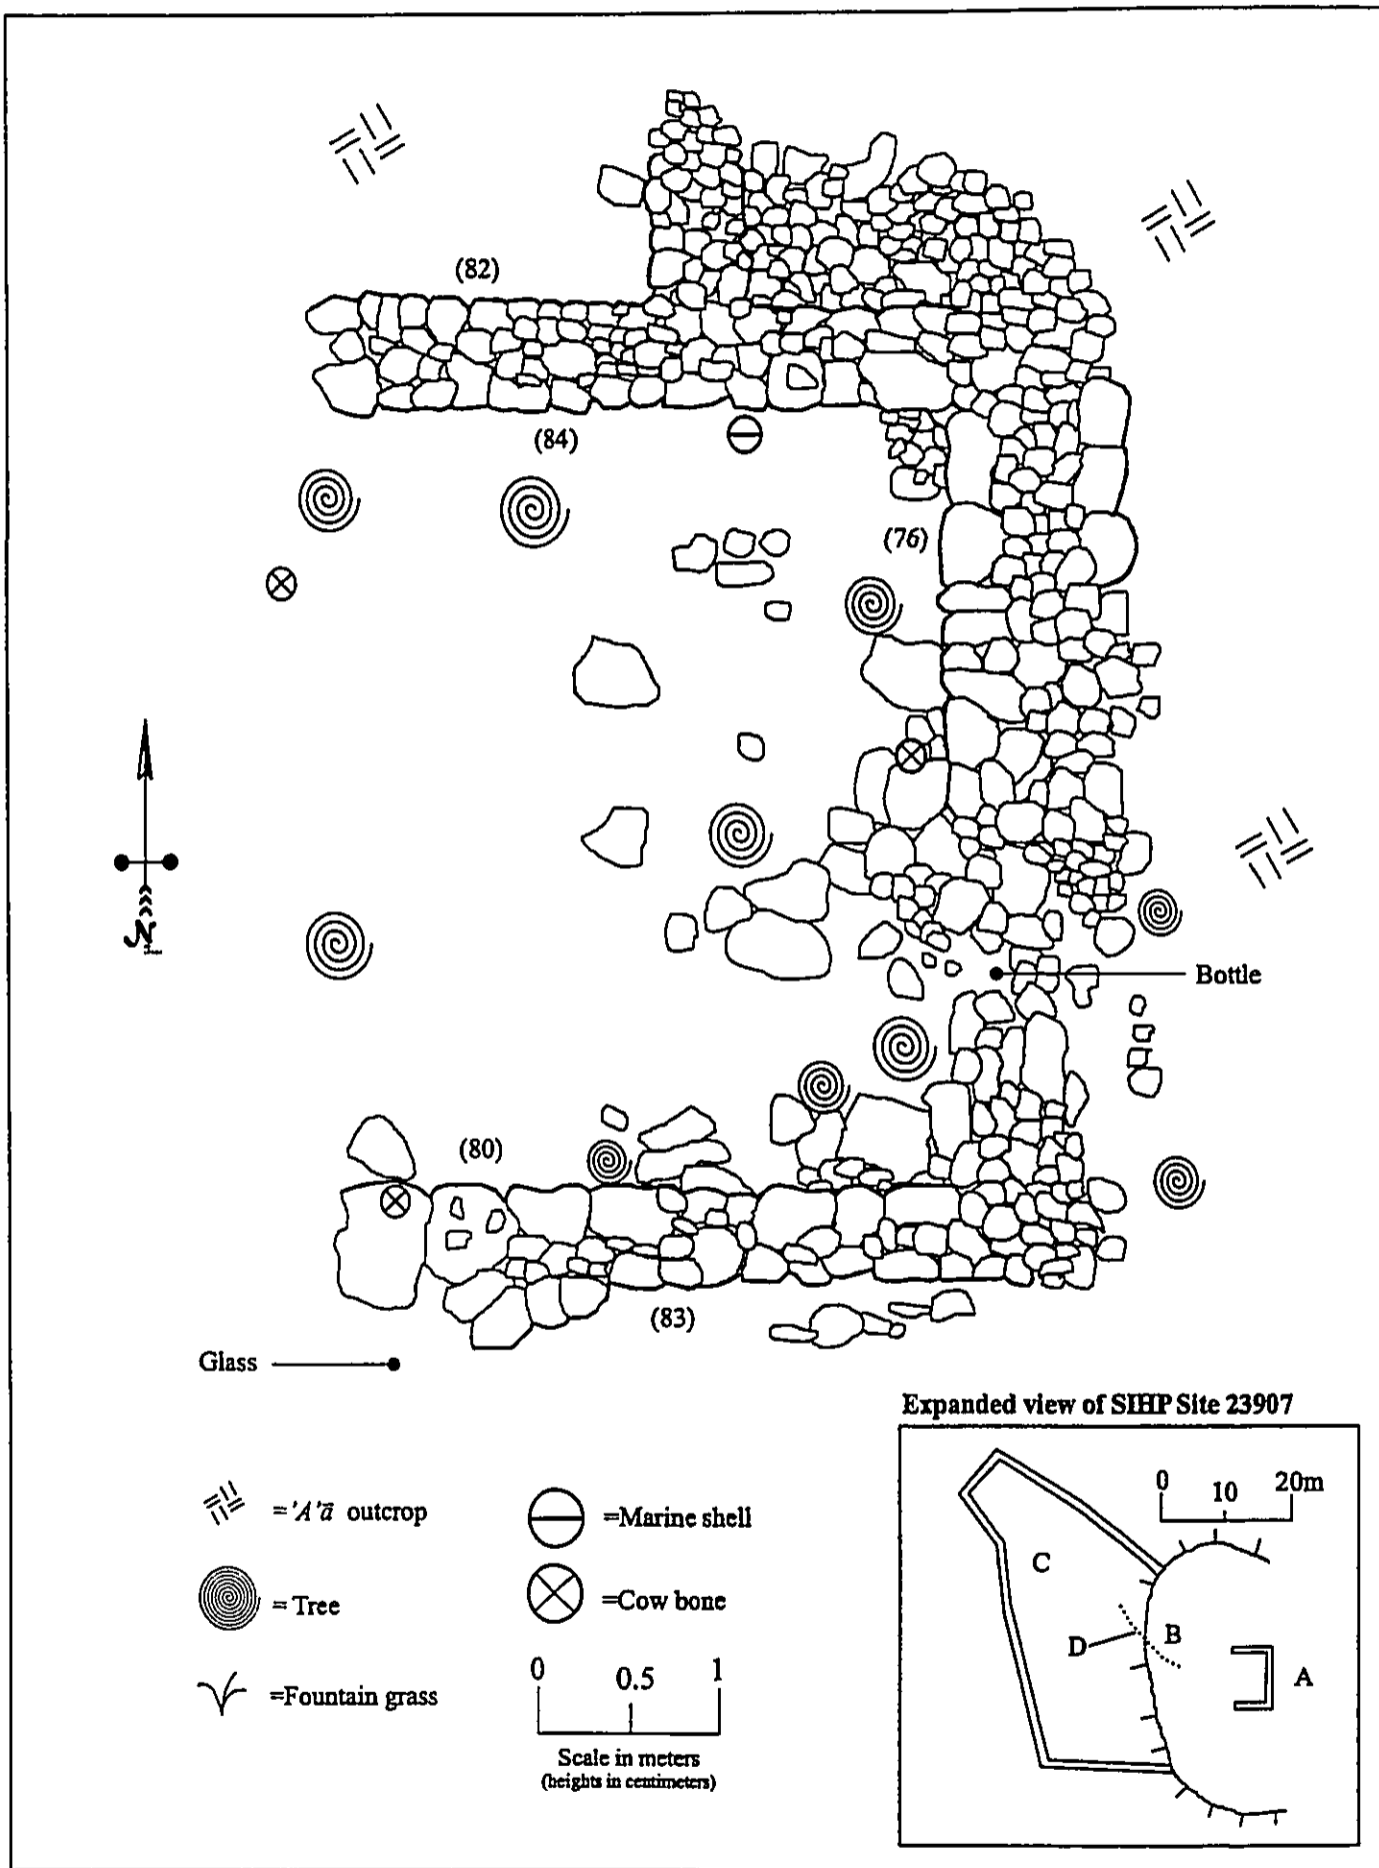 (82)
(84)
(76)
N
Bottle
(80)
(83)
Glass
Expanded view of SIHP Site 23907
0 10 20m
C
D
B
A
='A'ā outcrop
=Marine shell
=Tree
=Cow bone
=Fountain grass
0 0.5 1
Scale in meters
(heights in centimeters)